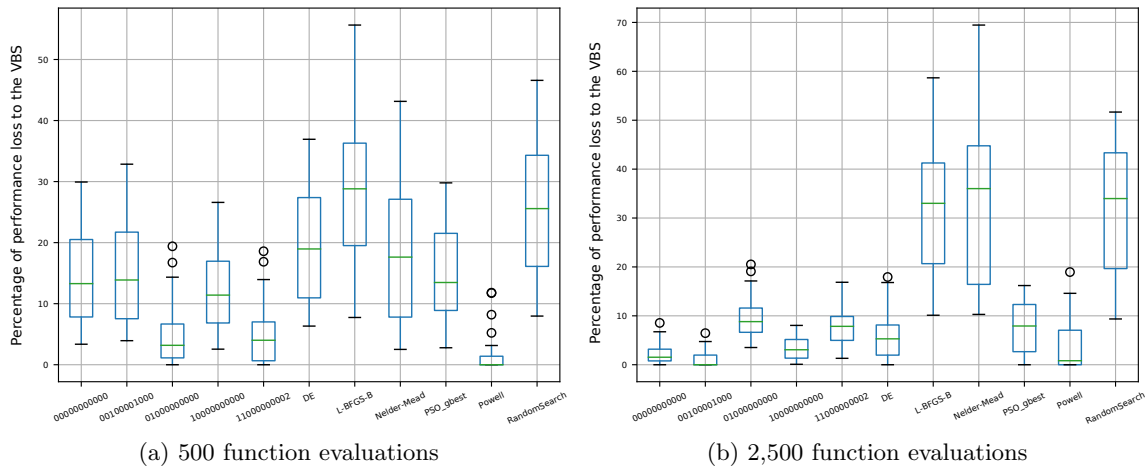 Percentage of performance loss to the VBS
50
40
30
20
10
0
00000000000
00100001000
01000000000
10000000000
11000000002
DE
L-BFGS-B
Nelder-Mead
PSO_gbest
Powell
RandomSearch
(a) 500 function evaluations
Percentage of performance loss to the VBS
70
60
50
40
30
20
10
0
00000000000
00100001000
01000000000
10000000000
11000000002
DE
L-BFGS-B
Nelder-Mead
PSO_gbest
Powell
RandomSearch
(b) 2,500 function evaluations